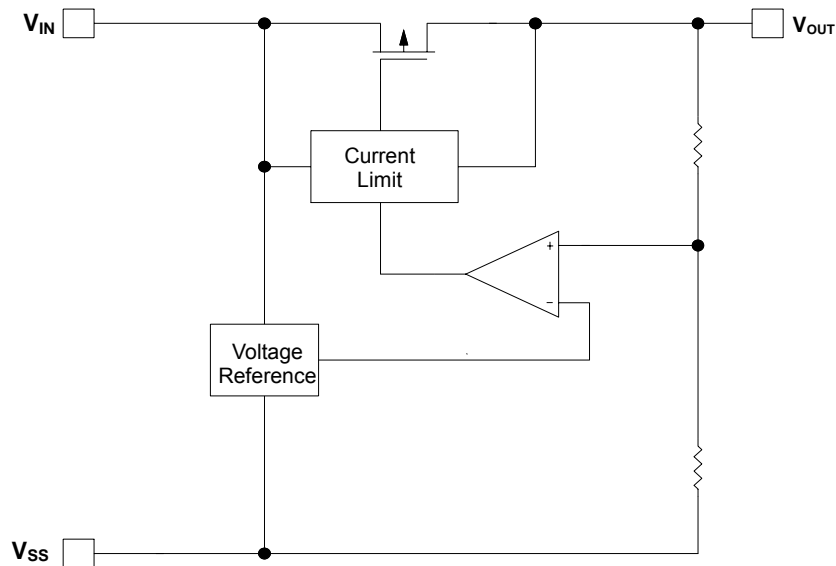 VIN
VOUT
Current
Limit
+
−
Voltage
Reference
VSS